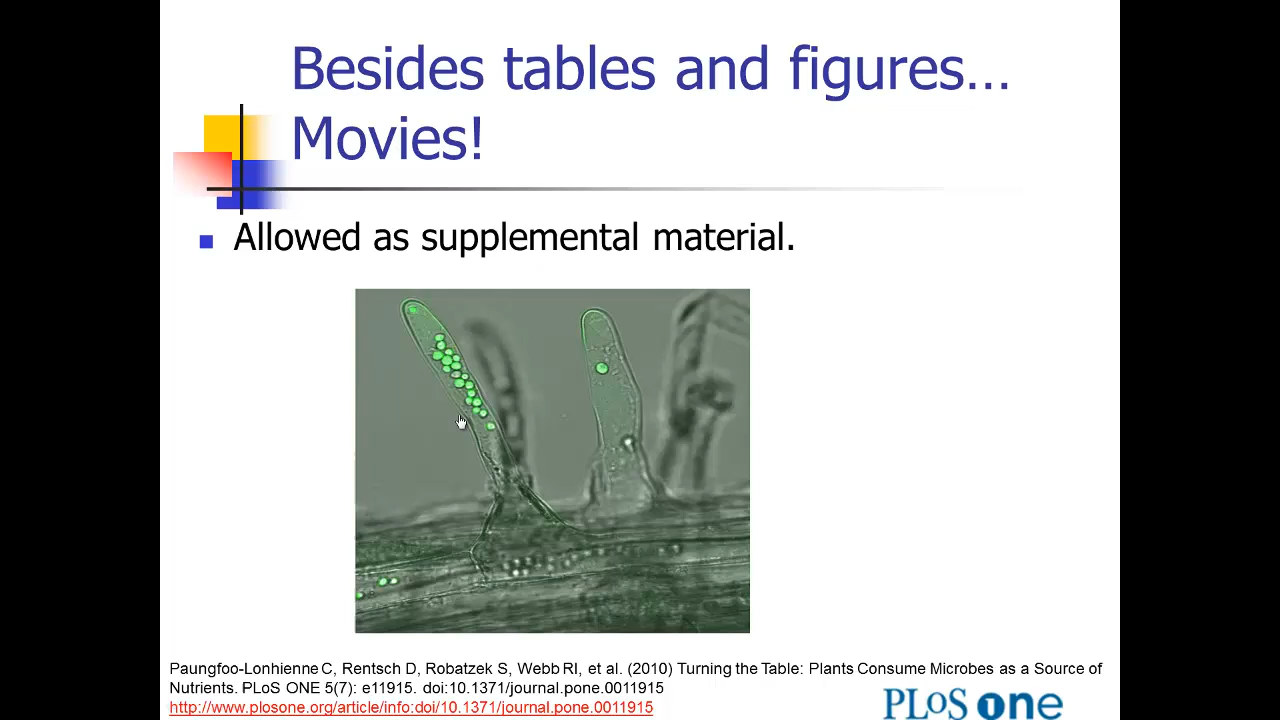 Besides tables and figures…
Movies!
Allowed as supplemental material.
Paungfoo-Lonhienne C, Rentsch D, Robatzek S, Webb RI, et al. (2010) Turning the Table: Plants Consume Microbes as a Source of
Nutrients. PLoS ONE 5(7): e11915. doi:10.1371/journal.pone.0011915
http://www.plosone.org/article/info:doi/10.1371/journal.pone.0011915
PLoS one